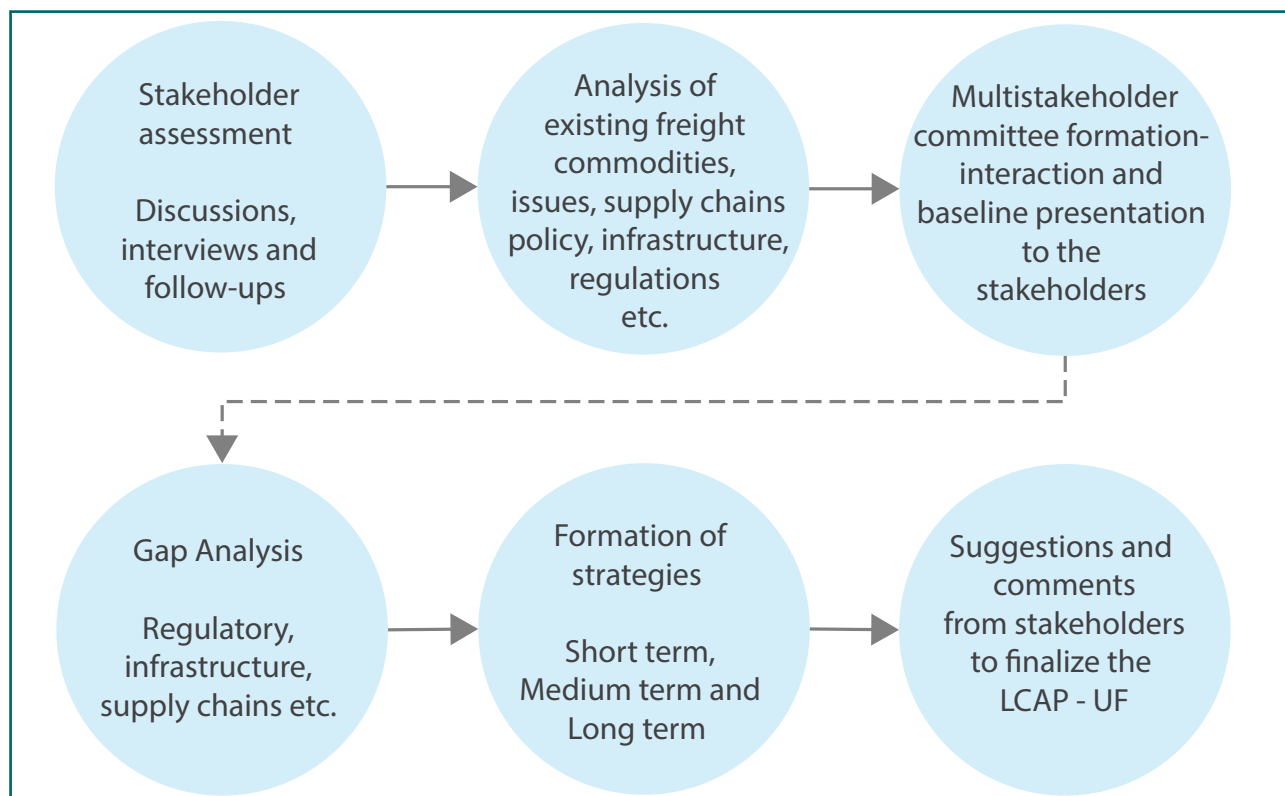 Stakeholder
assessment
Discussions,
interviews and
follow-ups
Analysis of
existing freight
commodities,
issues, supply chains
policy, infrastructure,
regulations
etc.
Multistakeholder
committee formation-
interaction and
baseline presentation
to the
stakeholders
Gap Analysis
Regulatory,
infrastructure,
supply chains etc.
Formation of
strategies
Short term,
Medium term and
Long term
Suggestions and
comments
from stakeholders
to finalize the
LCAP - UF